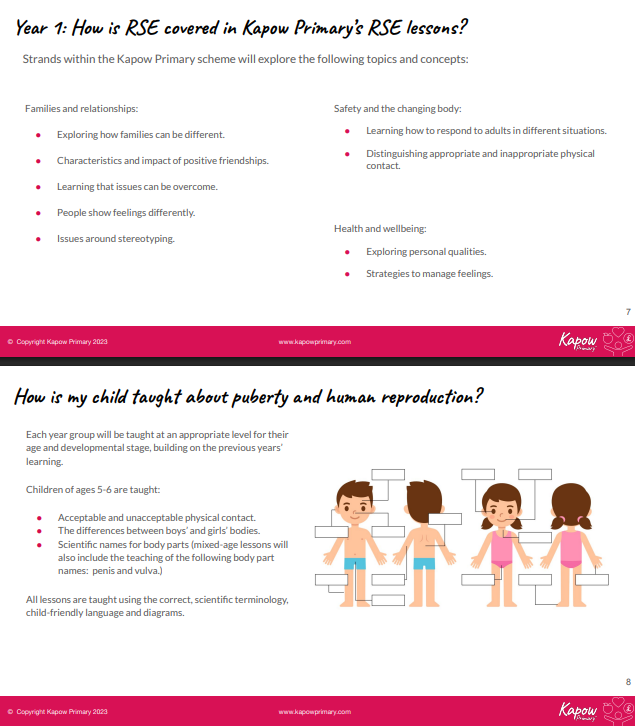 Year 1: How is RSE covered in Kapow Primary's RSE lessons?
Strands within the Kapow Primary scheme will explore the following topics and concepts:
Families and relationships:
● Exploring how families can be different.
● Characteristics and impact of positive friendships.
● Learning that issues can be overcome.
● People show feelings differently.
● Issues around stereotyping.
Safety and the changing body:
● Learning how to respond to adults in different situations.
● Distinguishing appropriate and inappropriate physical
contact.
Health and wellbeing:
● Exploring personal qualities.
● Strategies to manage feelings.
7
© Copyright Kapow Primary 2023
www.kapowprimary.com
Kapow
Primary
How is my child taught about puberty and human reproduction?
Each year group will be taught at an appropriate level for their
age and developmental stage, building on the previous years'
learning.
Children of ages 5-6 are taught:
● Acceptable and unacceptable physical contact.
● The differences between boys' and girls' bodies.
● Scientific names for body parts (mixed-age lessons will
also include the teaching of the following body part
names: penis and vulva.)
All lessons are taught using the correct, scientific terminology,
child-friendly language and diagrams.
8
© Copyright Kapow Primary 2023
www.kapowprimary.com
Kapow
Primary